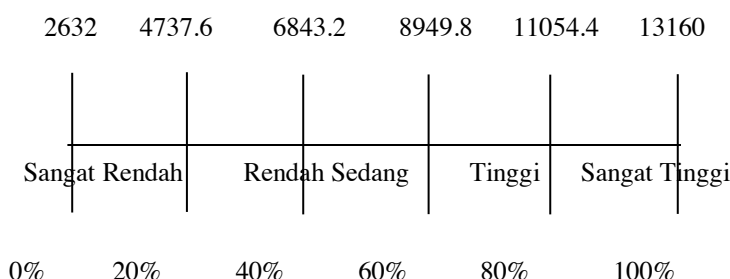 2632 4737.6 6843.2 8949.8 11054.4 13160
Sangat Rendah Rendah Sedang Tinggi Sangat Tinggi
0% 20% 40% 60% 80% 100%